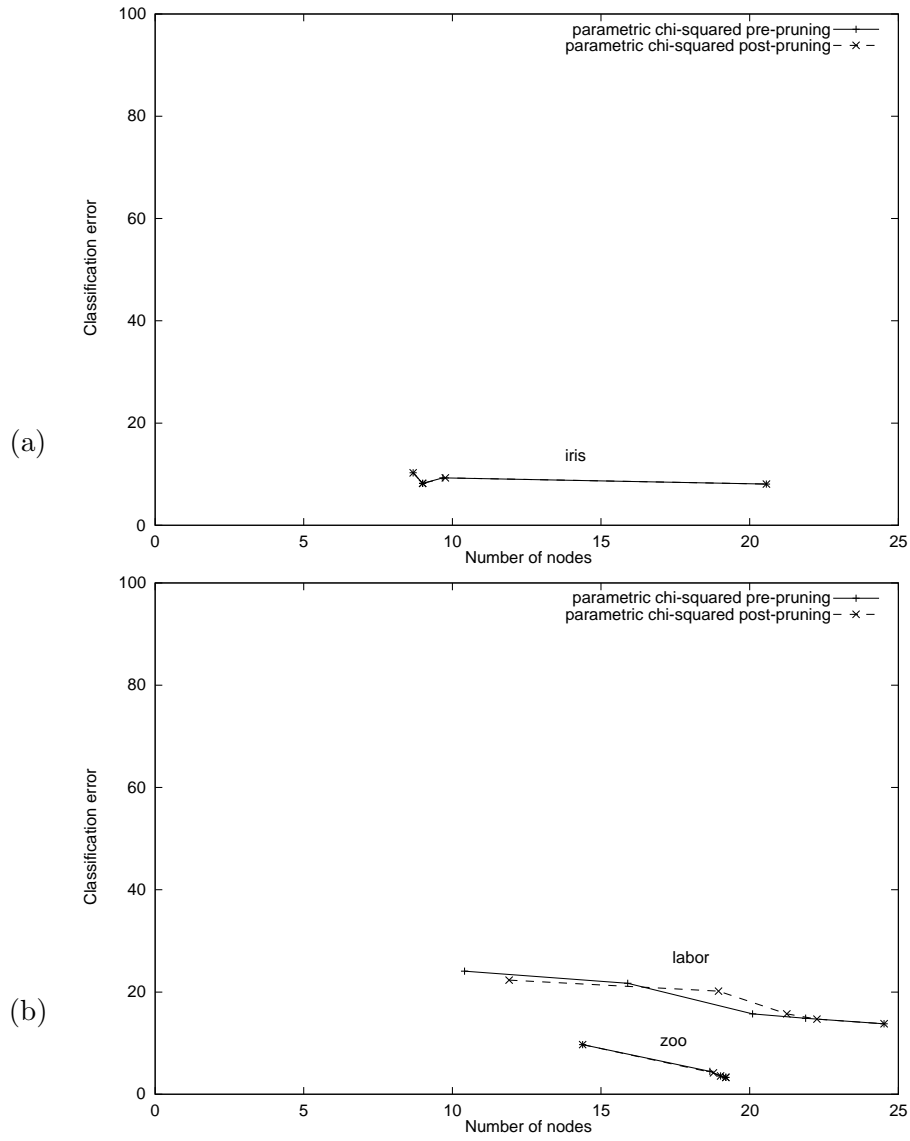 100
80
60
40
20
0
Classification error
parametric chi-squared pre-pruning
parametric chi-squared post-pruning
iris
(a)
0 5 10 15 20 25
Number of nodes
100
80
60
40
20
0
Classification error
parametric chi-squared pre-pruning
parametric chi-squared post-pruning
labor
zoo
(b)
0 5 10 15 20 25
Number of nodes